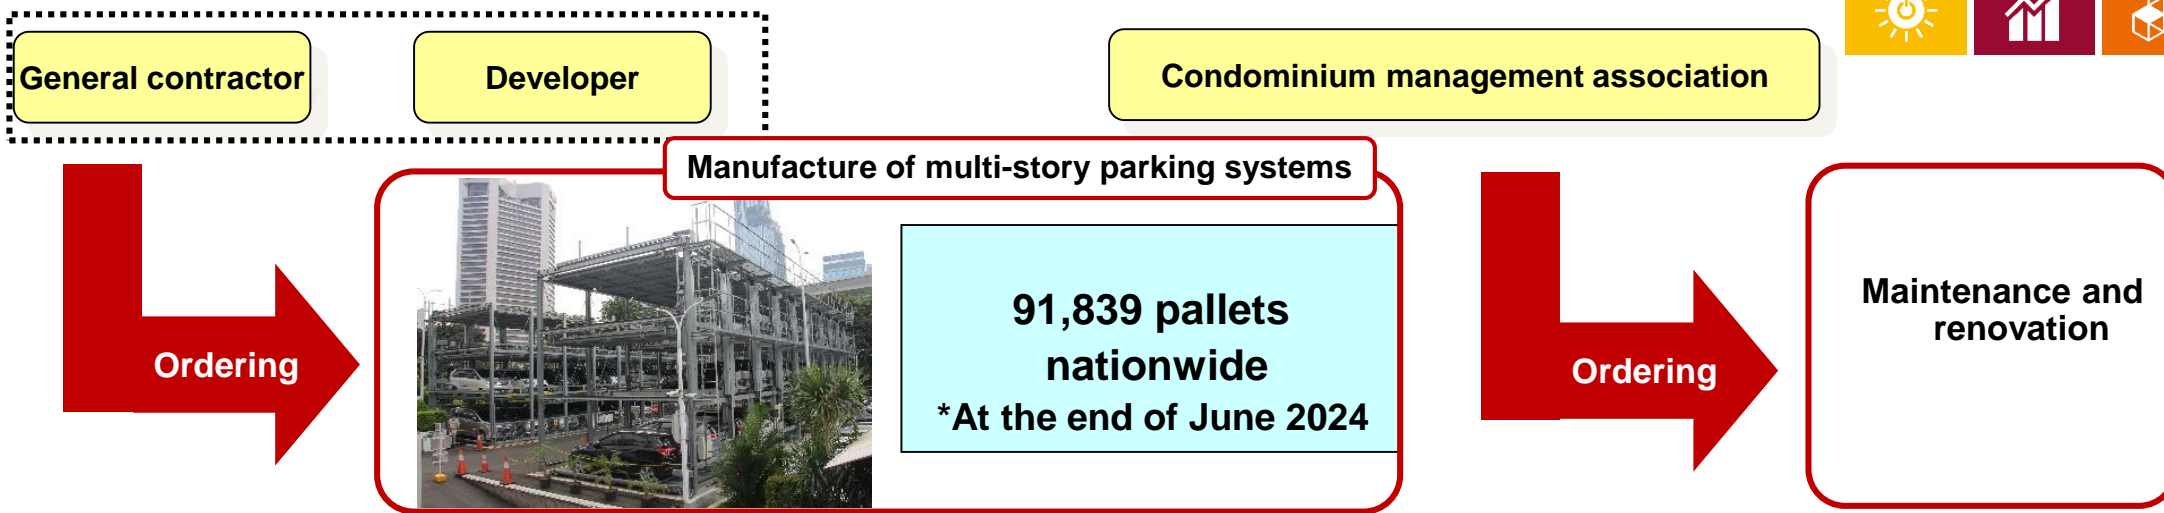 General contractor
Developer
Condominium management association
Manufacture of multi-story parking systems
Ordering
91,839 pallets
nationwide
*At the end of June 2024
Ordering
Maintenance and
renovation